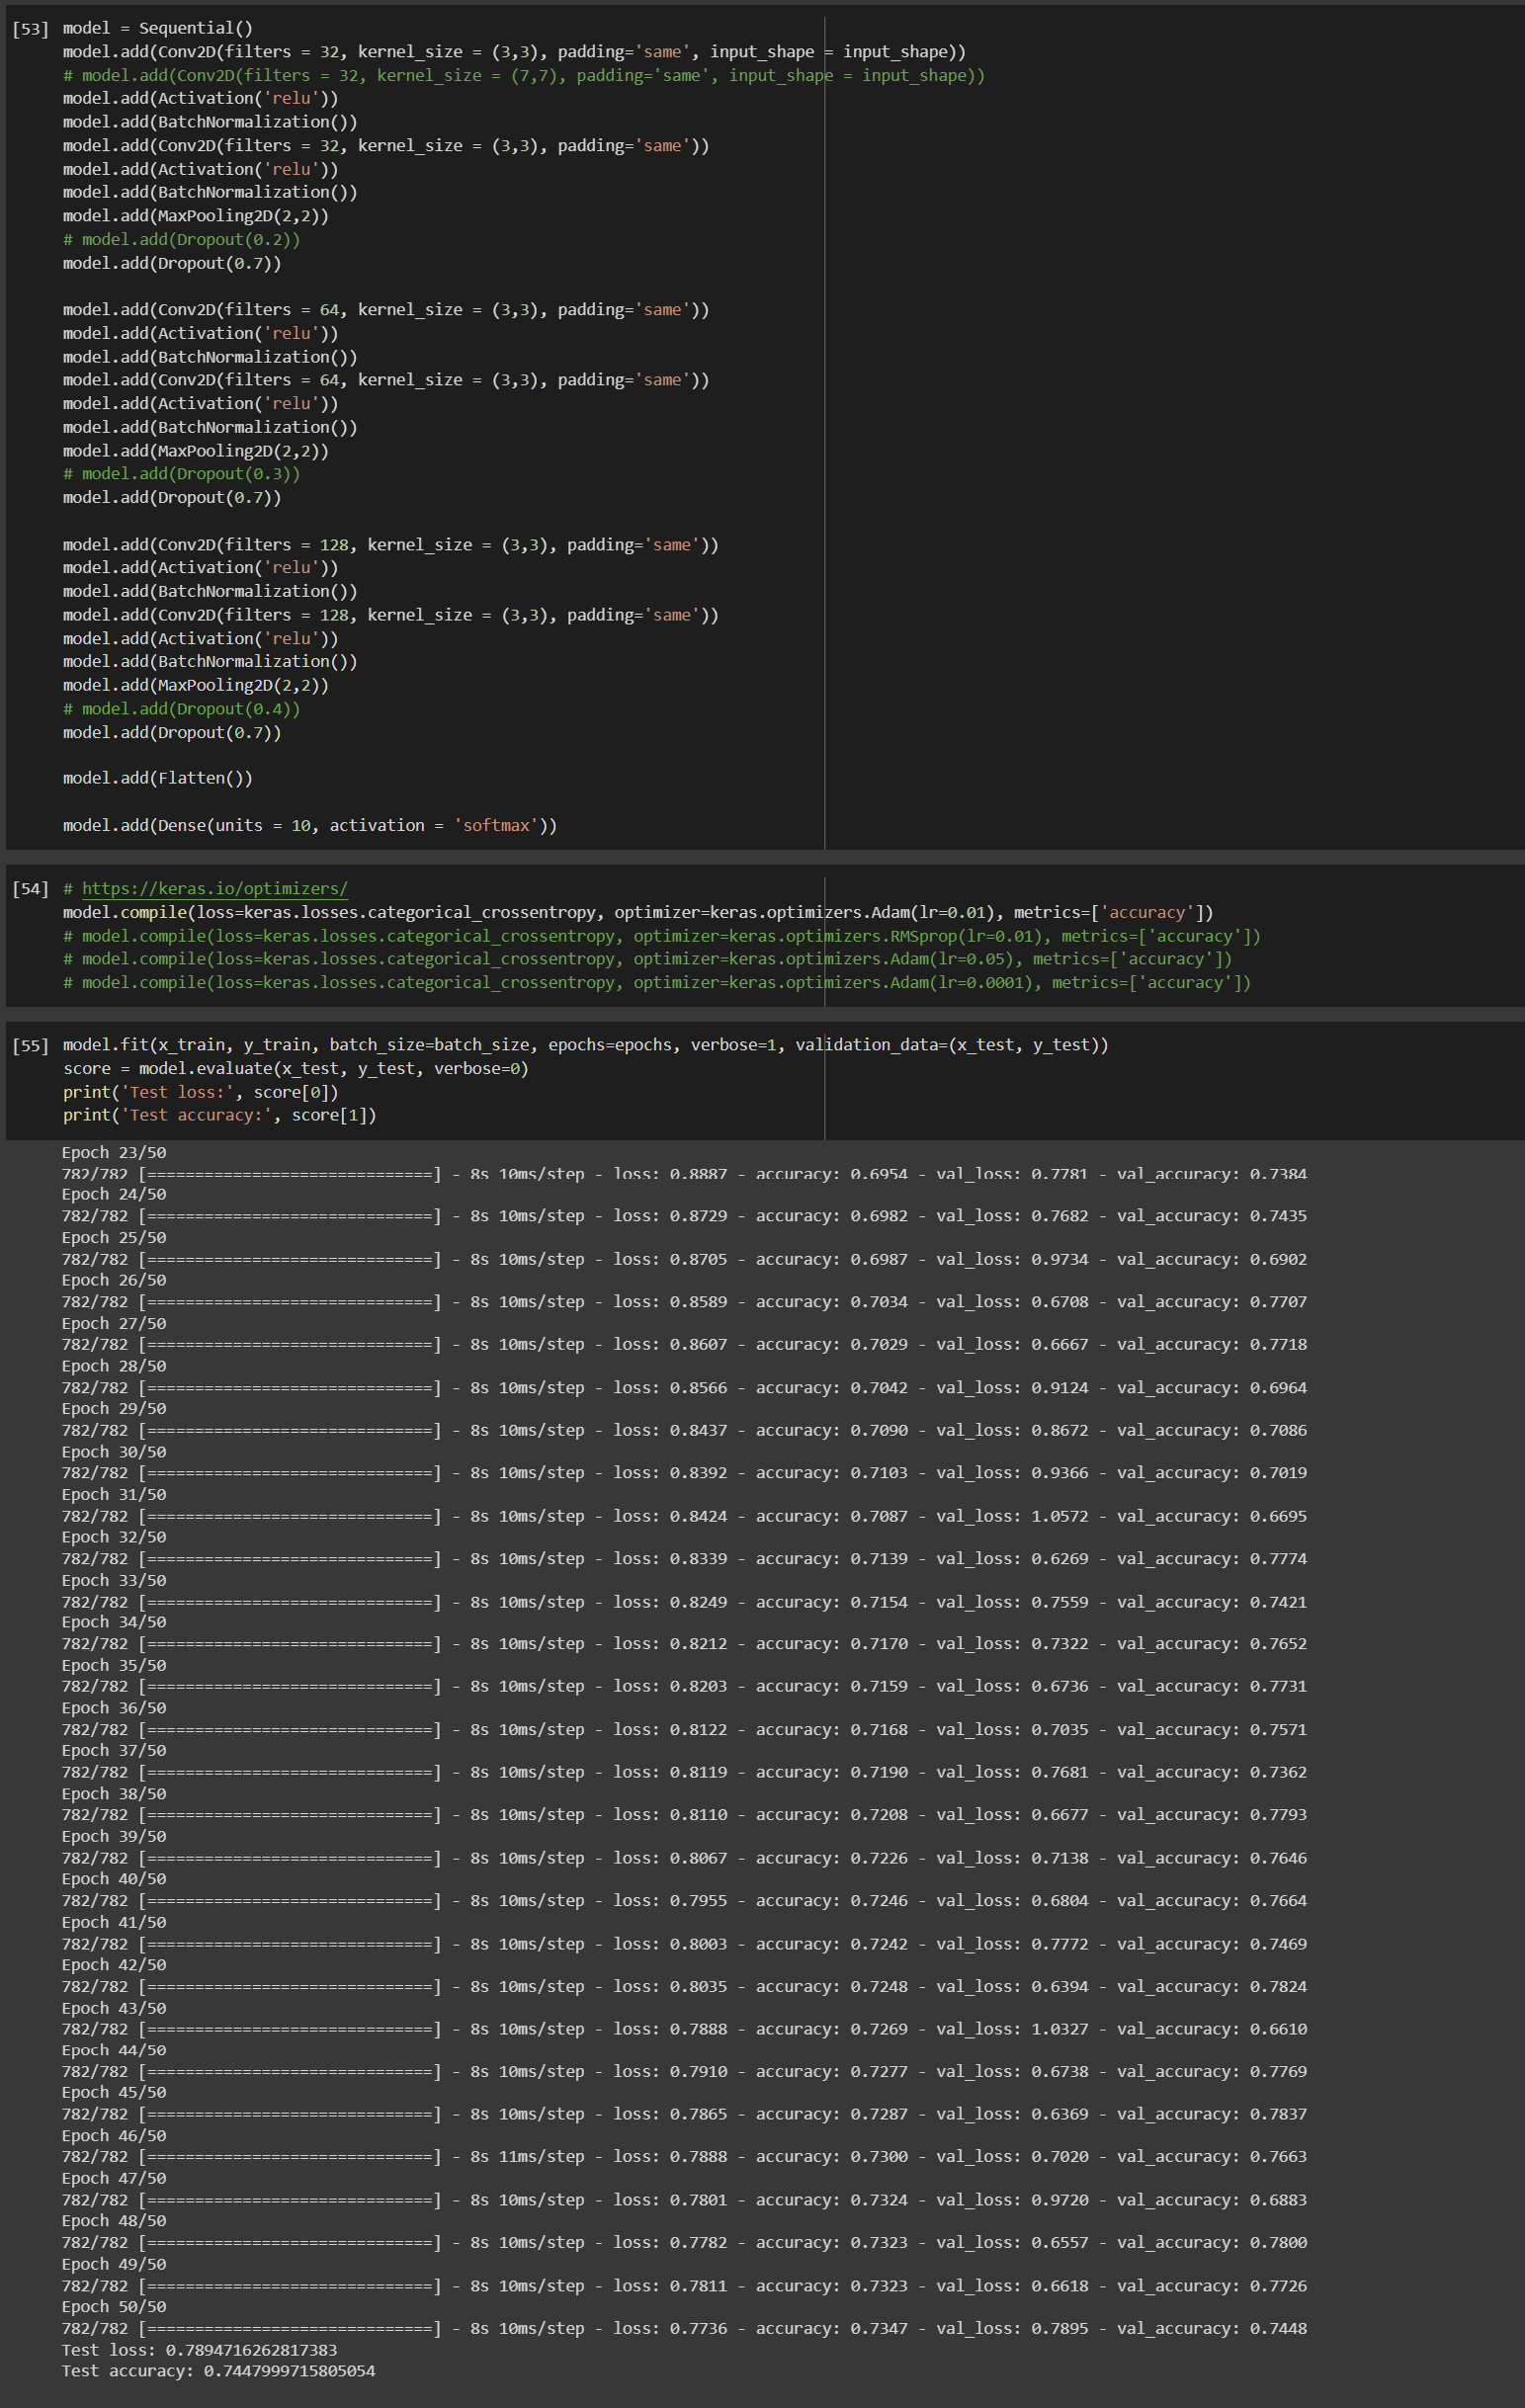 [53] model = Sequential()
model.add(Conv2D(filters = 32, kernel_size = (3,3), padding='same', input_shape = input_shape))
# model.add(Conv2D(filters = 32, kernel_size = (7,7), padding='same', input_shape = input_shape))
model.add(Activation('relu'))
model.add(BatchNormalization())
model.add(Conv2D(filters = 32, kernel_size = (3,3), padding='same'))
model.add(Activation('relu'))
model.add(BatchNormalization())
model.add(MaxPooling2D(2,2))
# model.add(Dropout(0.2))
model.add(Dropout(0.7))

model.add(Conv2D(filters = 64, kernel_size = (3,3), padding='same'))
model.add(Activation('relu'))
model.add(BatchNormalization())
model.add(Conv2D(filters = 64, kernel_size = (3,3), padding='same'))
model.add(Activation('relu'))
model.add(BatchNormalization())
model.add(MaxPooling2D(2,2))
# model.add(Dropout(0.3))
model.add(Dropout(0.7))

model.add(Conv2D(filters = 128, kernel_size = (3,3), padding='same'))
model.add(Activation('relu'))
model.add(BatchNormalization())
model.add(Conv2D(filters = 128, kernel_size = (3,3), padding='same'))
model.add(Activation('relu'))
model.add(BatchNormalization())
model.add(MaxPooling2D(2,2))
# model.add(Dropout(0.4))
model.add(Dropout(0.7))

model.add(Flatten())

model.add(Dense(units = 10, activation = 'softmax'))

[54] # https://keras.io/optimizers/
model.compile(loss=keras.losses.categorical_crossentropy, optimizer=keras.optimizers.Adam(lr=0.01), metrics=['accuracy'])
# model.compile(loss=keras.losses.categorical_crossentropy, optimizer=keras.optimizers.RMSprop(lr=0.01), metrics=['accuracy'])
# model.compile(loss=keras.losses.categorical_crossentropy, optimizer=keras.optimizers.Adam(lr=0.05), metrics=['accuracy'])
# model.compile(loss=keras.losses.categorical_crossentropy, optimizer=keras.optimizers.Adam(lr=0.0001), metrics=['accuracy'])

[55] model.fit(x_train, y_train, batch_size=batch_size, epochs=epochs, verbose=1, validation_data=(x_test, y_test))
score = model.evaluate(x_test, y_test, verbose=0)
print('Test loss:', score[0])
print('Test accuracy:', score[1])

Epoch 23/50
782/782 [==============================] - 8s 10ms/step - loss: 0.8887 - accuracy: 0.6954 - val_loss: 0.7781 - val_accuracy: 0.7384
Epoch 24/50
782/782 [==============================] - 8s 10ms/step - loss: 0.8729 - accuracy: 0.6982 - val_loss: 0.7682 - val_accuracy: 0.7435
Epoch 25/50
782/782 [==============================] - 8s 10ms/step - loss: 0.8705 - accuracy: 0.6987 - val_loss: 0.9734 - val_accuracy: 0.6902
Epoch 26/50
782/782 [==============================] - 8s 10ms/step - loss: 0.8589 - accuracy: 0.7034 - val_loss: 0.6708 - val_accuracy: 0.7707
Epoch 27/50
782/782 [==============================] - 8s 10ms/step - loss: 0.8607 - accuracy: 0.7029 - val_loss: 0.6667 - val_accuracy: 0.7718
Epoch 28/50
782/782 [==============================] - 8s 10ms/step - loss: 0.8566 - accuracy: 0.7042 - val_loss: 0.9124 - val_accuracy: 0.6964
Epoch 29/50
782/782 [==============================] - 8s 10ms/step - loss: 0.8437 - accuracy: 0.7090 - val_loss: 0.8672 - val_accuracy: 0.7086
Epoch 30/50
782/782 [==============================] - 8s 10ms/step - loss: 0.8392 - accuracy: 0.7103 - val_loss: 0.9366 - val_accuracy: 0.7019
Epoch 31/50
782/782 [==============================] - 8s 10ms/step - loss: 0.8424 - accuracy: 0.7087 - val_loss: 1.0572 - val_accuracy: 0.6695
Epoch 32/50
782/782 [==============================] - 8s 10ms/step - loss: 0.8339 - accuracy: 0.7139 - val_loss: 0.6269 - val_accuracy: 0.7774
Epoch 33/50
782/782 [==============================] - 8s 10ms/step - loss: 0.8249 - accuracy: 0.7154 - val_loss: 0.7559 - val_accuracy: 0.7421
Epoch 34/50
782/782 [==============================] - 8s 10ms/step - loss: 0.8212 - accuracy: 0.7170 - val_loss: 0.7322 - val_accuracy: 0.7652
Epoch 35/50
782/782 [==============================] - 8s 10ms/step - loss: 0.8203 - accuracy: 0.7159 - val_loss: 0.6736 - val_accuracy: 0.7731
Epoch 36/50
782/782 [==============================] - 8s 10ms/step - loss: 0.8122 - accuracy: 0.7168 - val_loss: 0.7035 - val_accuracy: 0.7571
Epoch 37/50
782/782 [==============================] - 8s 10ms/step - loss: 0.8119 - accuracy: 0.7190 - val_loss: 0.7681 - val_accuracy: 0.7362
Epoch 38/50
782/782 [==============================] - 8s 10ms/step - loss: 0.8110 - accuracy: 0.7208 - val_loss: 0.6677 - val_accuracy: 0.7793
Epoch 39/50
782/782 [==============================] - 8s 10ms/step - loss: 0.8067 - accuracy: 0.7226 - val_loss: 0.7138 - val_accuracy: 0.7646
Epoch 40/50
782/782 [==============================] - 8s 10ms/step - loss: 0.7955 - accuracy: 0.7246 - val_loss: 0.6804 - val_accuracy: 0.7664
Epoch 41/50
782/782 [==============================] - 8s 10ms/step - loss: 0.8003 - accuracy: 0.7242 - val_loss: 0.7772 - val_accuracy: 0.7469
Epoch 42/50
782/782 [==============================] - 8s 10ms/step - loss: 0.8035 - accuracy: 0.7248 - val_loss: 0.6394 - val_accuracy: 0.7824
Epoch 43/50
782/782 [==============================] - 8s 10ms/step - loss: 0.7888 - accuracy: 0.7269 - val_loss: 1.0327 - val_accuracy: 0.6610
Epoch 44/50
782/782 [==============================] - 8s 10ms/step - loss: 0.7910 - accuracy: 0.7277 - val_loss: 0.6738 - val_accuracy: 0.7769
Epoch 45/50
782/782 [==============================] - 8s 10ms/step - loss: 0.7865 - accuracy: 0.7287 - val_loss: 0.6369 - val_accuracy: 0.7837
Epoch 46/50
782/782 [==============================] - 8s 11ms/step - loss: 0.7888 - accuracy: 0.7300 - val_loss: 0.7020 - val_accuracy: 0.7663
Epoch 47/50
782/782 [==============================] - 8s 10ms/step - loss: 0.7801 - accuracy: 0.7324 - val_loss: 0.9720 - val_accuracy: 0.6883
Epoch 48/50
782/782 [==============================] - 8s 10ms/step - loss: 0.7782 - accuracy: 0.7323 - val_loss: 0.6557 - val_accuracy: 0.7800
Epoch 49/50
782/782 [==============================] - 8s 10ms/step - loss: 0.7811 - accuracy: 0.7323 - val_loss: 0.6618 - val_accuracy: 0.7726
Epoch 50/50
782/782 [==============================] - 8s 10ms/step - loss: 0.7736 - accuracy: 0.7347 - val_loss: 0.7895 - val_accuracy: 0.7448
Test loss: 0.7894716262817383
Test accuracy: 0.7447999715805054